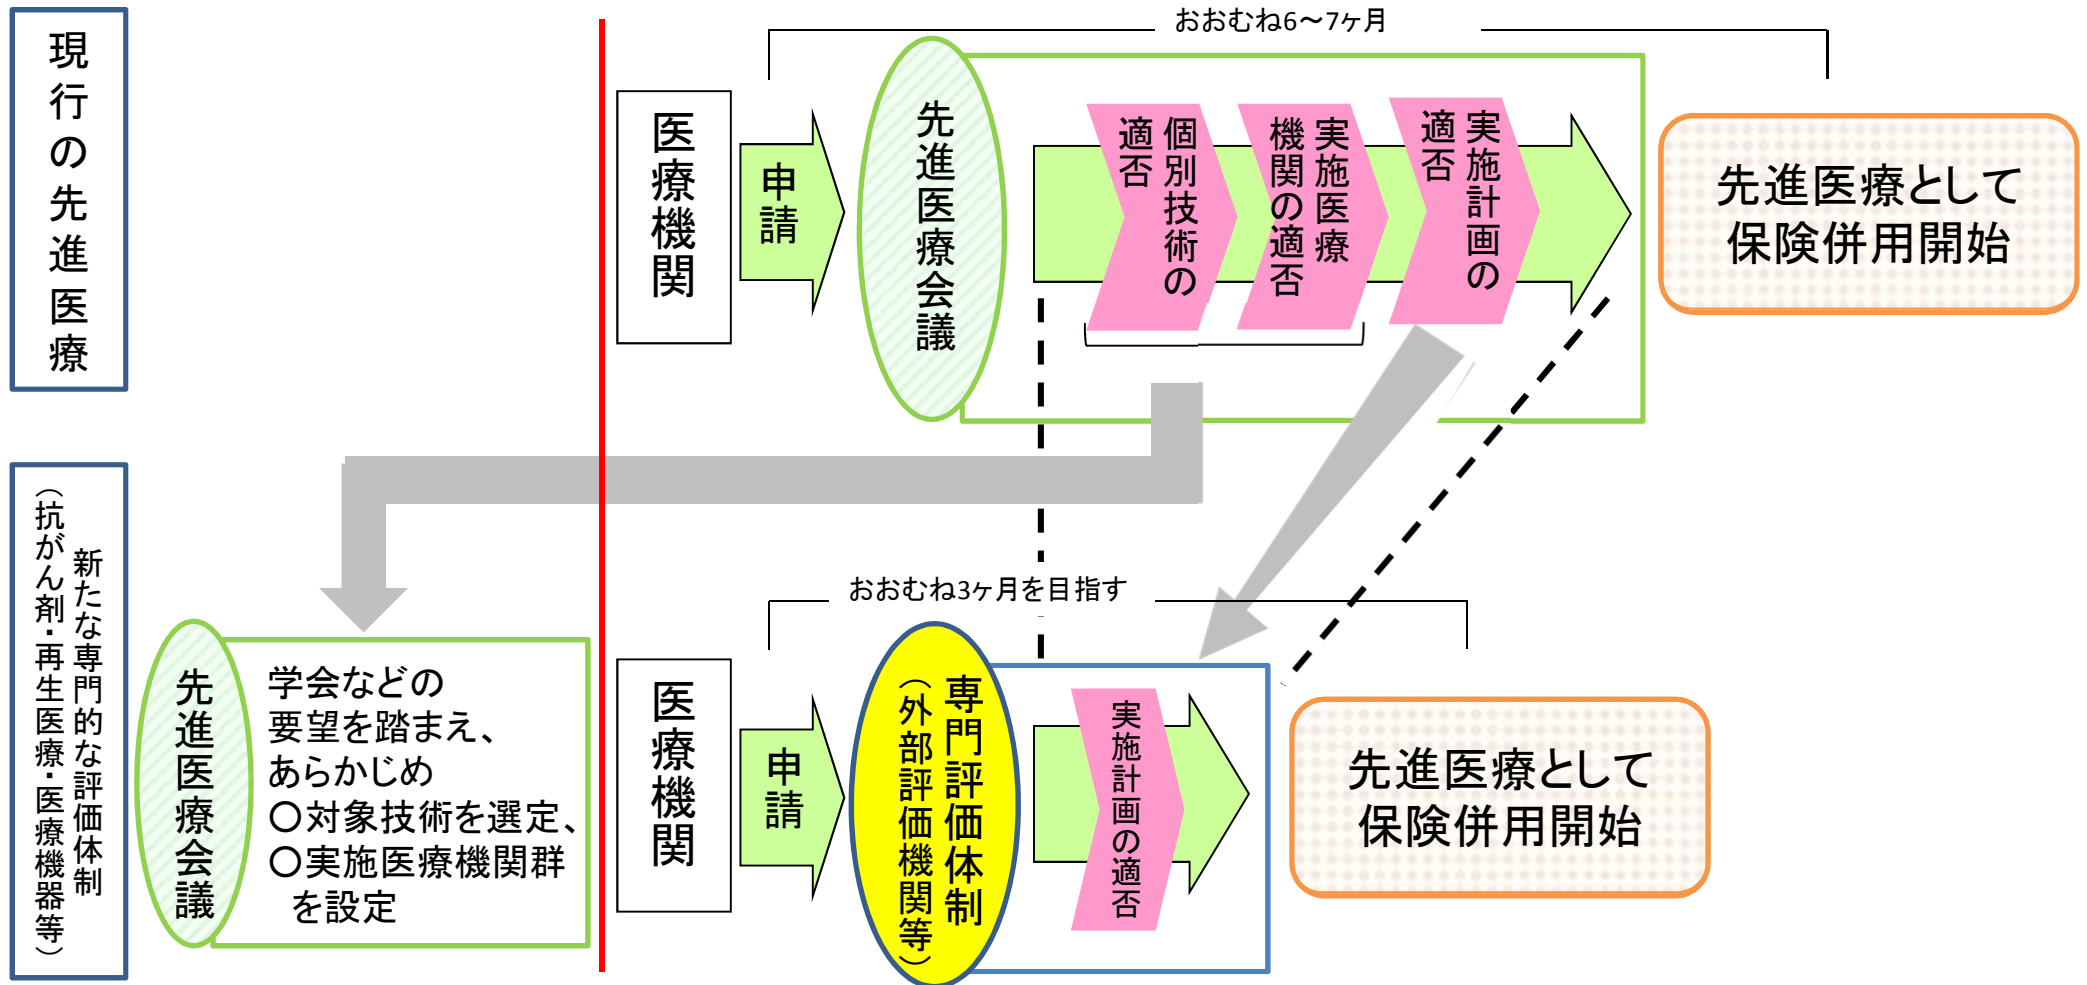 現行の先進医療
おおむね6～7ヶ月
医療機関
申請
先進医療会議
個別技術の
適否
実施医療
機関の適否
実施計画の
適否
先進医療として
保険併用開始
新たな専門的な評価体制
（抗がん剤・再生医療・医療機器等）
先進医療会議
学会などの
要望を踏まえ、
あらかじめ
〇対象技術を選定、
〇実施医療機関群
を設定
おおむね3ヶ月を目指す
医療機関
申請
専門評価体制
（外部評価機関等）
実施計画の適否
先進医療として
保険併用開始